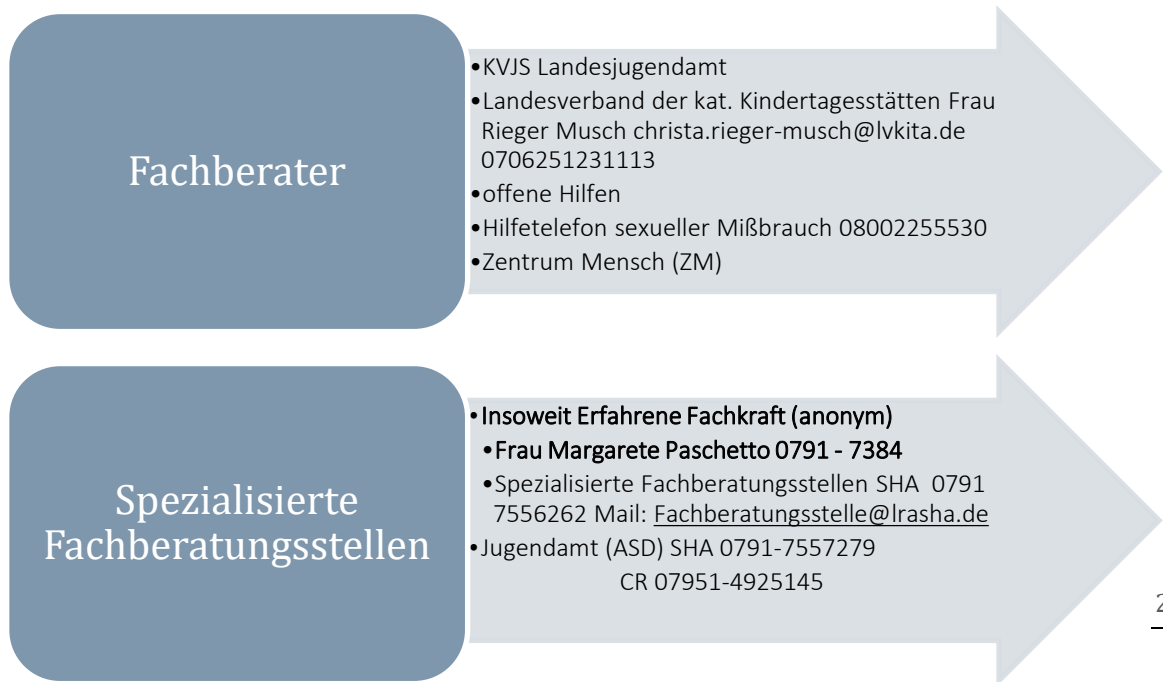 Fachberater
•KVJS Landesjugendamt
•Landesverband der kat. Kindertagesstätten Frau
Rieger Musch christa.rieger-musch@lvkita.de
0706251231113
•offene Hilfen
•Hilfetelefon sexueller Mißbrauch 08002255530
•Zentrum Mensch (ZM)
Spezialisierte
Fachberatungsstellen
•Insoweit Erfahrene Fachkraft (anonym)
•Frau Margarete Paschetto 0791 - 7384
•Spezialisierte Fachberatungsstellen SHA 0791
7556262 Mail: Fachberatungsstelle@lrasha.de
•Jugendamt (ASD) SHA 0791-7557279
CR 07951-4925145
2